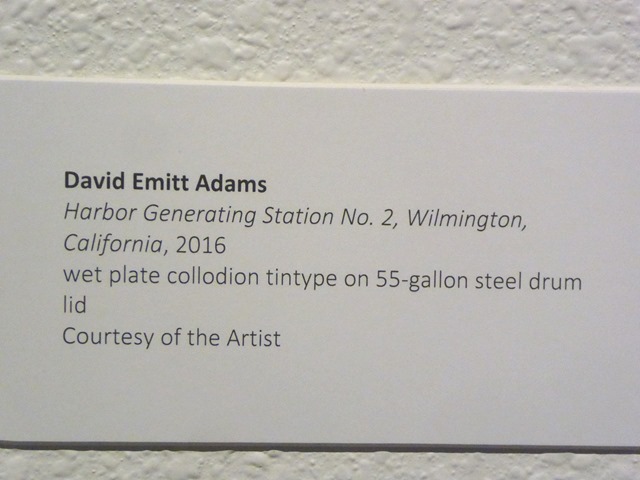 David Emitt Adams
Harbor Generating Station No. 2, Wilmington,
California, 2016
wet plate collodion tintype on 55-gallon steel drum
lid
Courtesy of the Artist